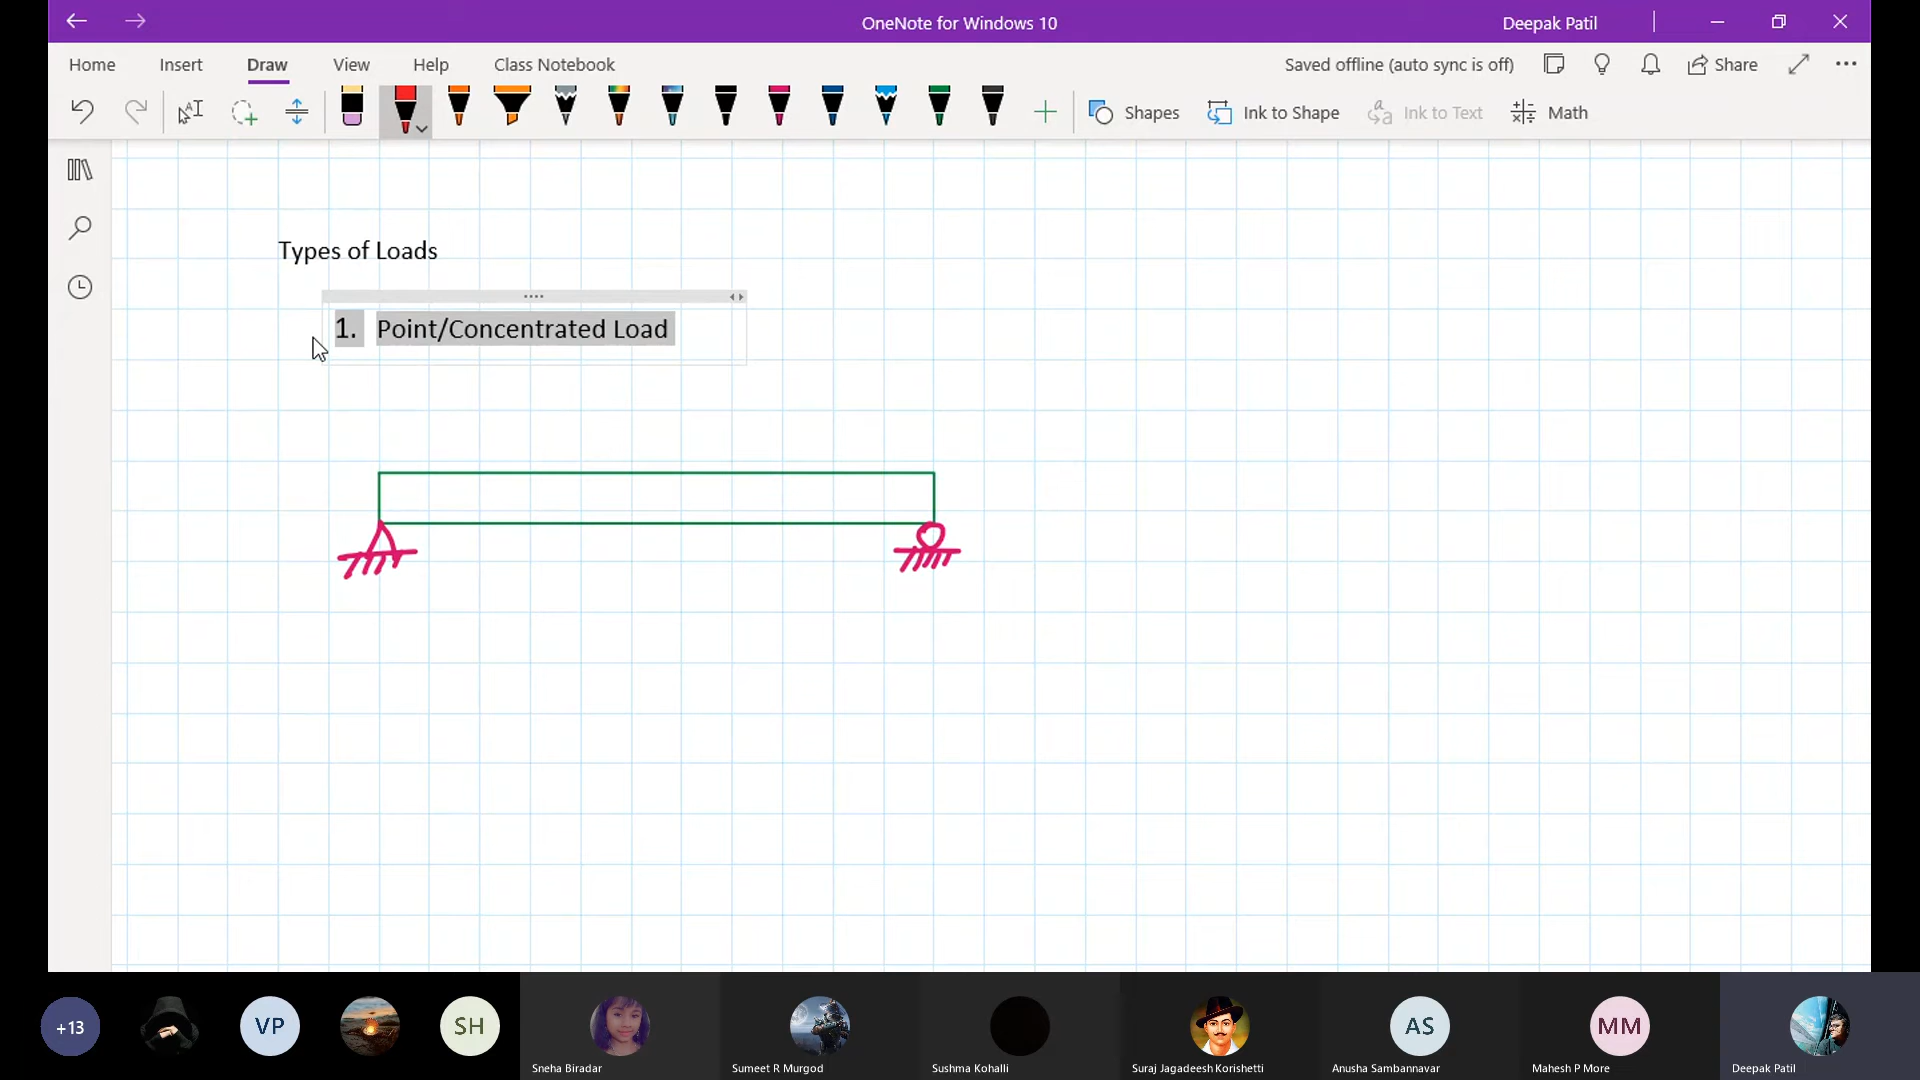 OneNote for Windows 10
Deepak Patil
Home Insert Draw View Help Class Notebook
Saved offline (auto sync is off)
Share
Shapes
Ink to Shape
Ink to Text
Math
Types of Loads
1. Point/Concentrated Load
+13
VP
SH
AS
MM
Sneha Biradar
Sumeet R Murgod
Sushma Kohalli
Suraj Jagadeesh Korishetti
Anusha Sambannavar
Mahesh P More
Deepak Patil